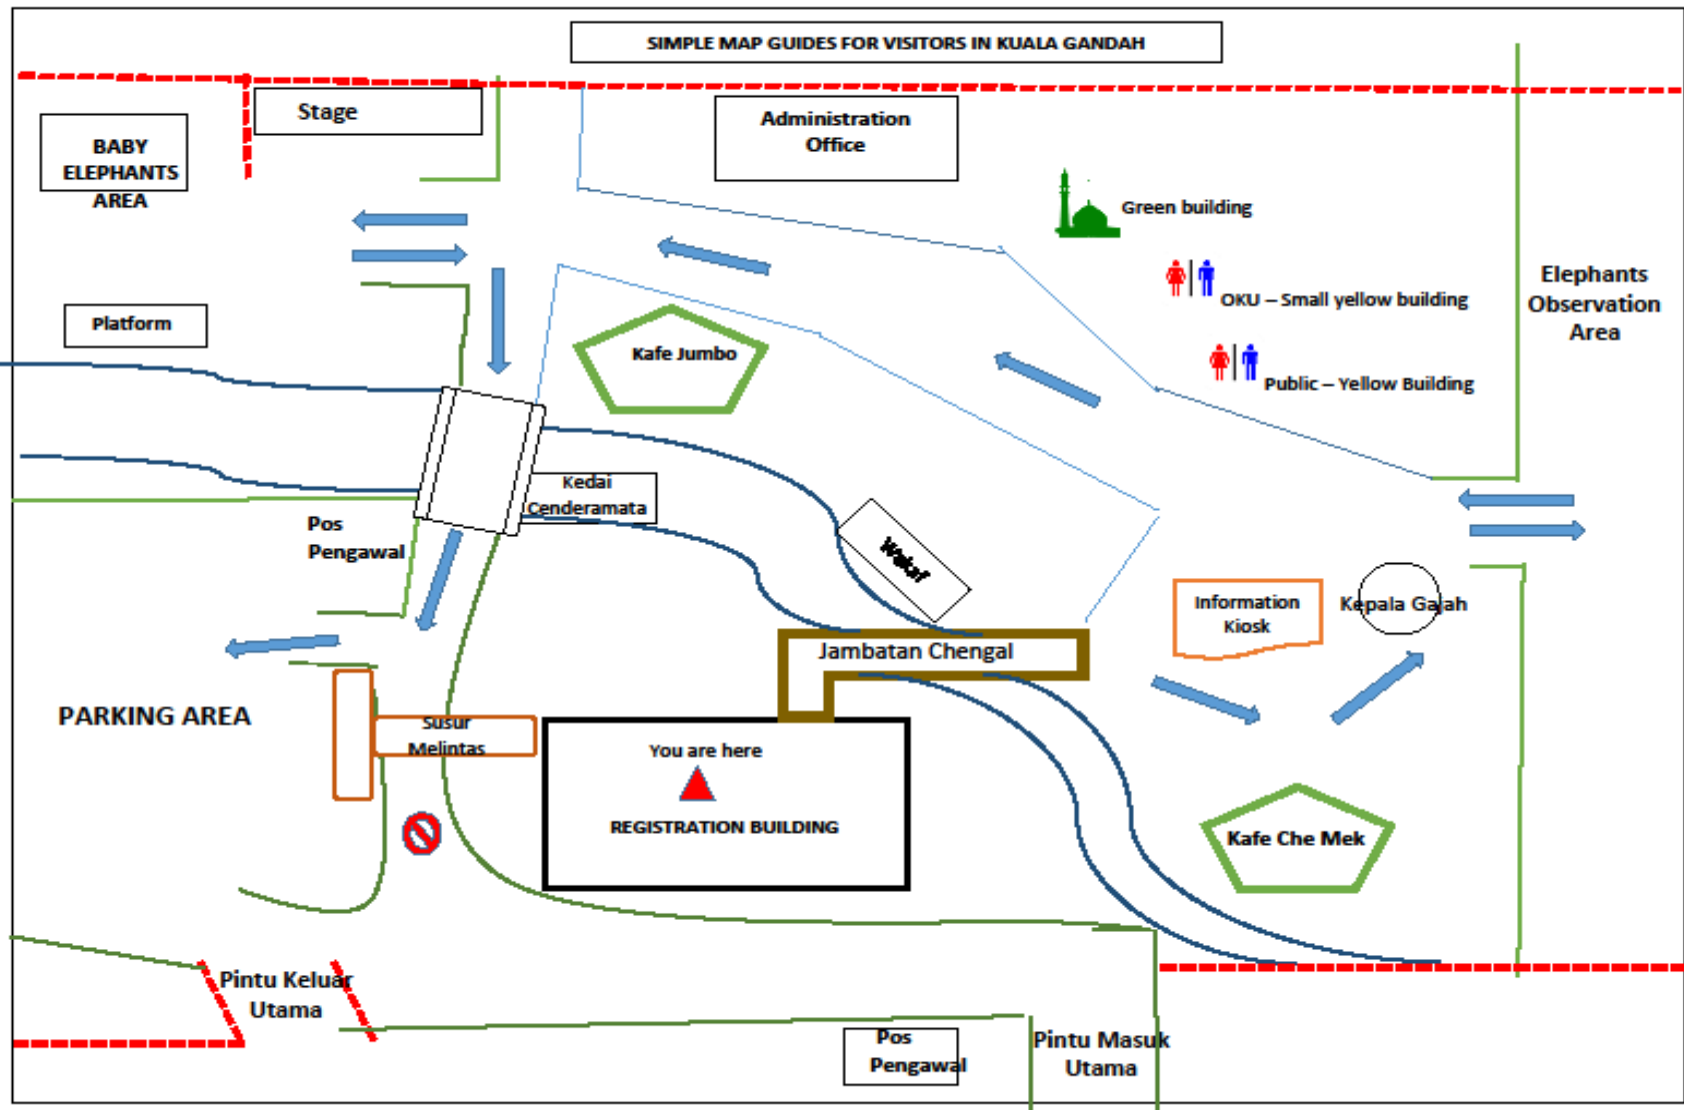 SIMPLE MAP GUIDES FOR VISITORS IN KUALA GANDAH
Stage
Administration
Office
BABY
ELEPHANTS
AREA
Green building
OKU – Small yellow building
Elephants
Observation
Area
Platform
Kafe Jumbo
Public – Yellow Building
Kedai
Cenderamata
Pos
Pengawal
Wakaf
Information
Kiosk
Kepala Gajah
Jambatan Chengal
PARKING AREA
Susur
Melintas
You are here
REGISTRATION BUILDING
Kafe Che Mek
Pintu Keluar
Utama
Pos
Pengawal
Pintu Masuk
Utama